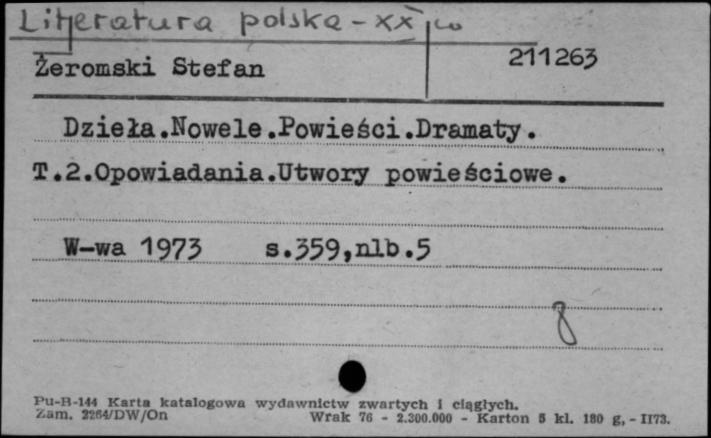 Literatura polska - XX w
Żeromski Stefan 211263
Dzieła.Nowele.Powieści.Dramaty.
T.2.Opowiadania.Utwory powieściowe.
W-wa 1973 s.359,nlb.5
8
Pu-B-144 Karta katalogowa wydawnictw zwartych i ciągłych.
Zam. 2264/DW/On Wrak 76 - 2.300.000 - Karton 5 kl. 180 g, - II73.